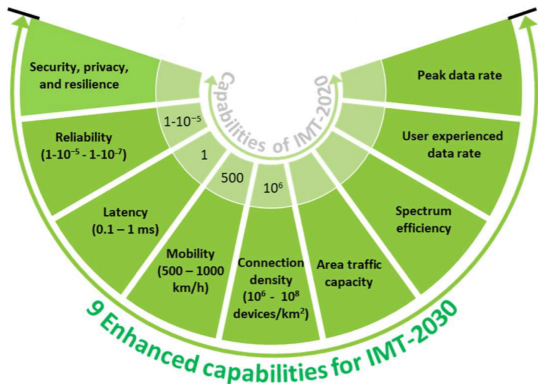 Security, privacy,
and resilience
Reliability
(1-10⁻⁵ - 1-10⁻⁷)
Latency
(0.1 – 1 ms)
Mobility
(500 – 1000
km/h)
Connection
density
(10⁶ - 10⁸
devices/km²)
Area traffic
capacity
Spectrum
efficiency
User experienced
data rate
Peak data rate
1-10⁻⁵
1
500
10⁶
Capabilities of IMT-2020
9 Enhanced capabilities for IMT-2030